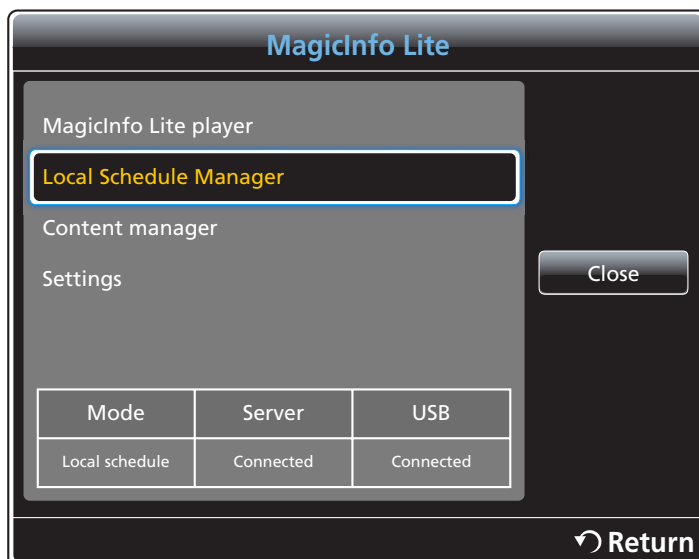 MagicInfo Lite
MagicInfo Lite player
Local Schedule Manager
Content manager
Settings
Close
Mode Server USB
Local schedule Connected Connected
Return